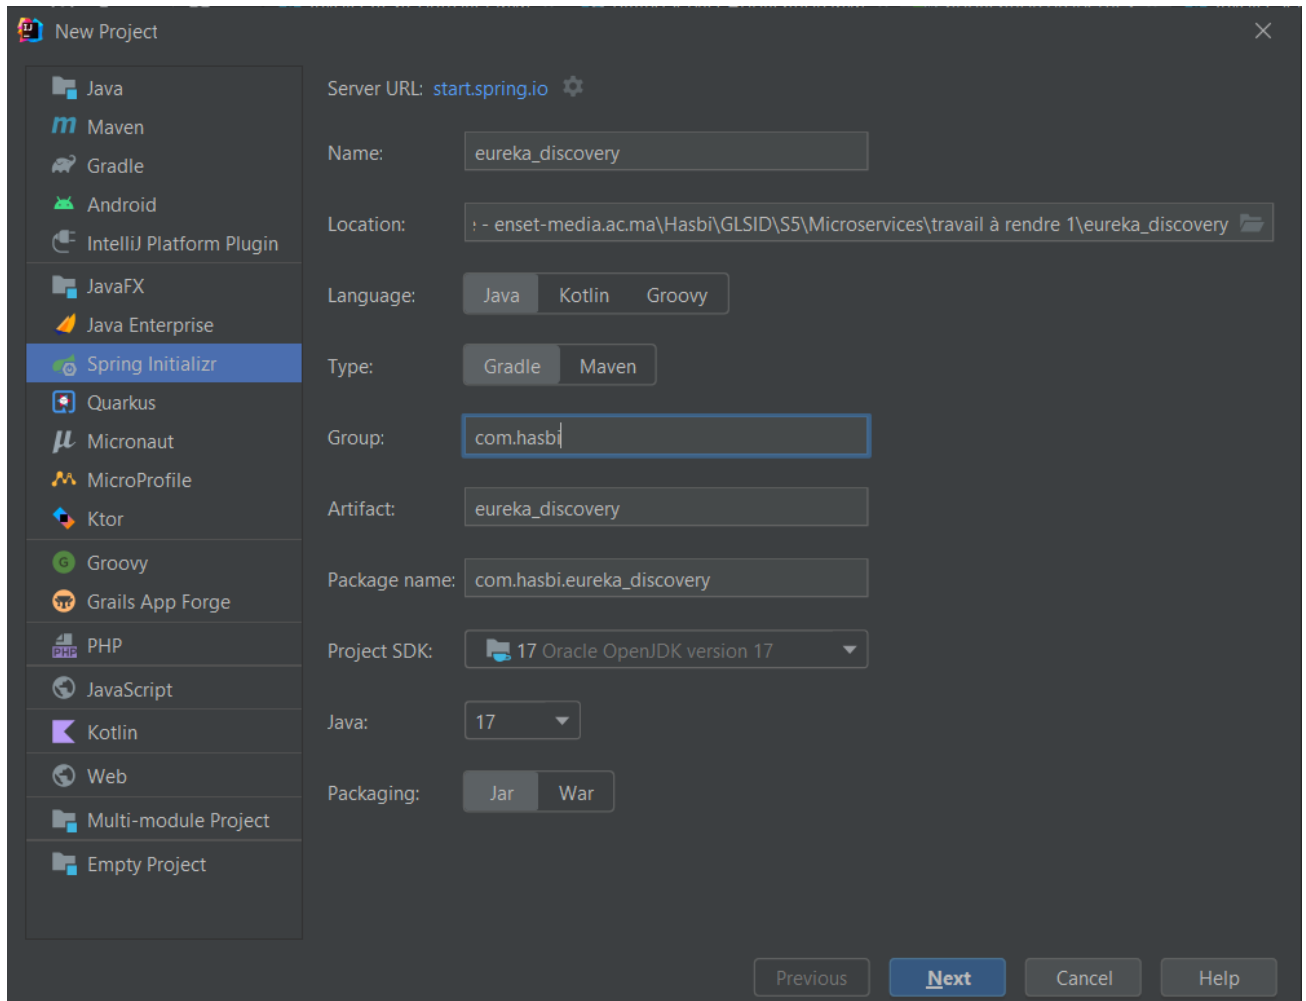 New Project
Java
Maven
Gradle
Android
IntelliJ Platform Plugin
JavaFX
Java Enterprise
Spring Initializr
Quarkus
Micronaut
MicroProfile
Ktor
Groovy
Grails App Forge
PHP
JavaScript
Kotlin
Web
Multi-module Project
Empty Project
Server URL: start.spring.io
Name: eureka_discovery
Location: - enset-media.ac.ma\Hasbi\GLSID\S5\Microservices\travail à rendre 1\eureka_discovery
Language: Java Kotlin Groovy
Type: Gradle Maven
Group: com.hasbi
Artifact: eureka_discovery
Package name: com.hasbi.eureka_discovery
Project SDK: 17 Oracle OpenJDK version 17
Java: 17
Packaging: Jar War
Previous Next Cancel Help